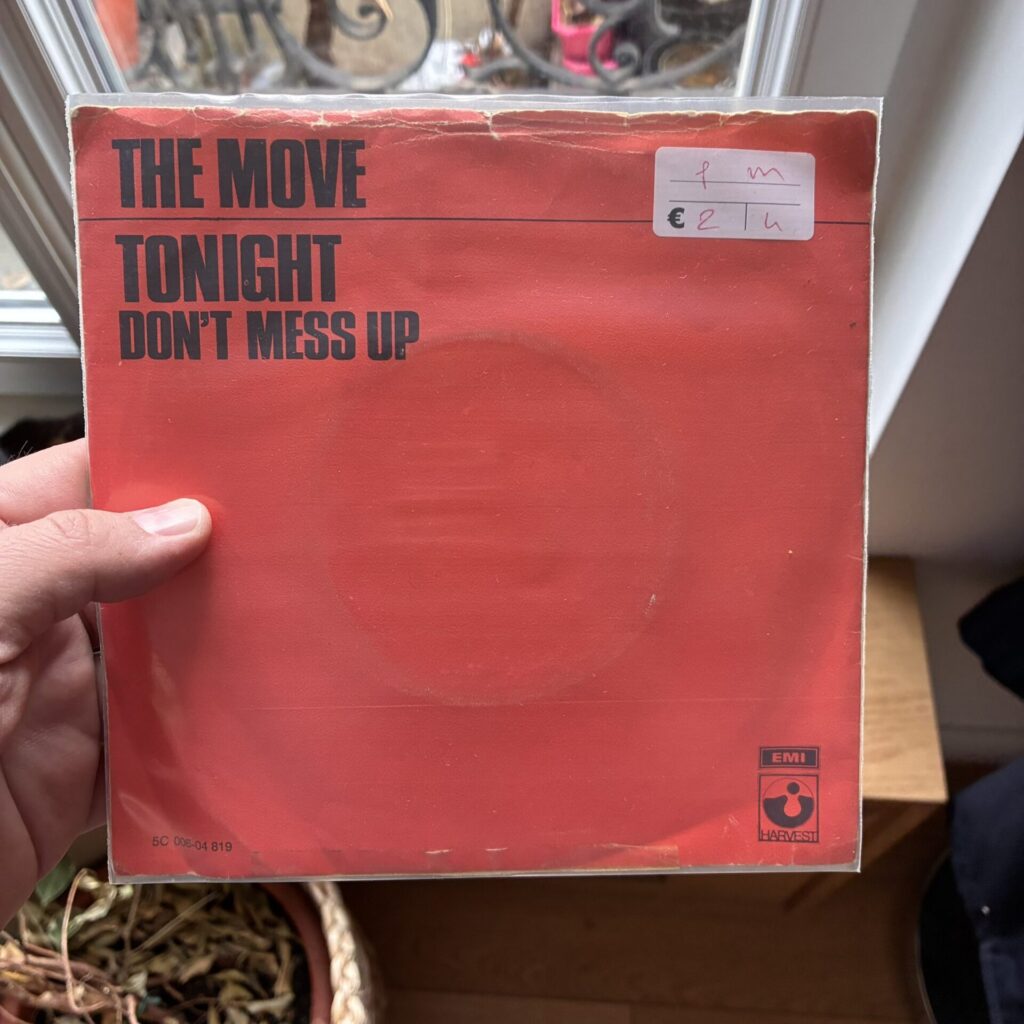 THE MOVE
TONIGHT
DON'T MESS UP
€ 2
EMI
HARVEST
5C 006-04 819